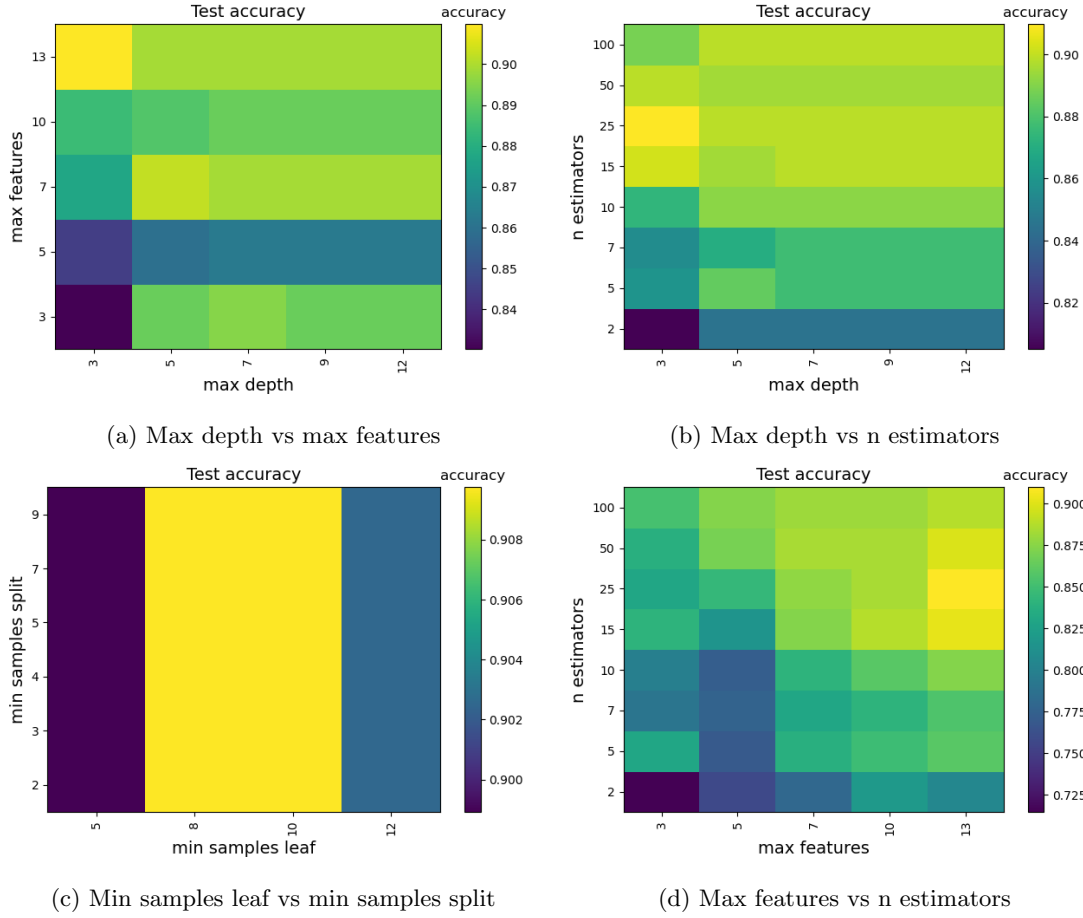 Test accuracy
accuracy
13
10
7
5
3
max features
0.90
0.89
0.88
0.87
0.86
0.85
0.84
3 5 7 9 12
max depth
(a) Max depth vs max features
Test accuracy
accuracy
100
50
25
15
10
7
5
2
n estimators
0.90
0.88
0.86
0.84
0.82
3 5 7 9 12
max depth
(b) Max depth vs n estimators
Test accuracy
accuracy
9
7
5
4
3
2
min samples split
0.908
0.906
0.904
0.902
0.900
5 8 10 12
min samples leaf
(c) Min samples leaf vs min samples split
Test accuracy
accuracy
100
50
25
15
10
7
5
2
n estimators
0.900
0.875
0.850
0.825
0.800
0.775
0.750
0.725
3 5 7 10 13
max features
(d) Max features vs n estimators